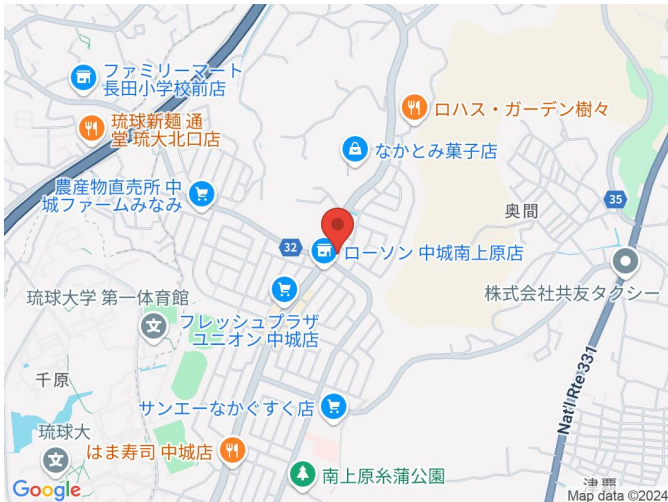 ファミリーマート
長田小学校前店
琉球新麺 通
堂 琉大北口店
ロハス・ガーデン樹々
なかとみ菓子店
農産物直売所 中
城ファームみなみ
35
奥間
32
ローソン 中城南上原店
株式会社共友タクシー
琉球大学 第一体育館
フレッシュプラザ
ユニオン 中城店
千原
Nat'l Rte 331
サンエーなかぐすく店
琉球大
はま寿司 中城店
南上原糸蒲公園
津覇
Google
Map data ©2024